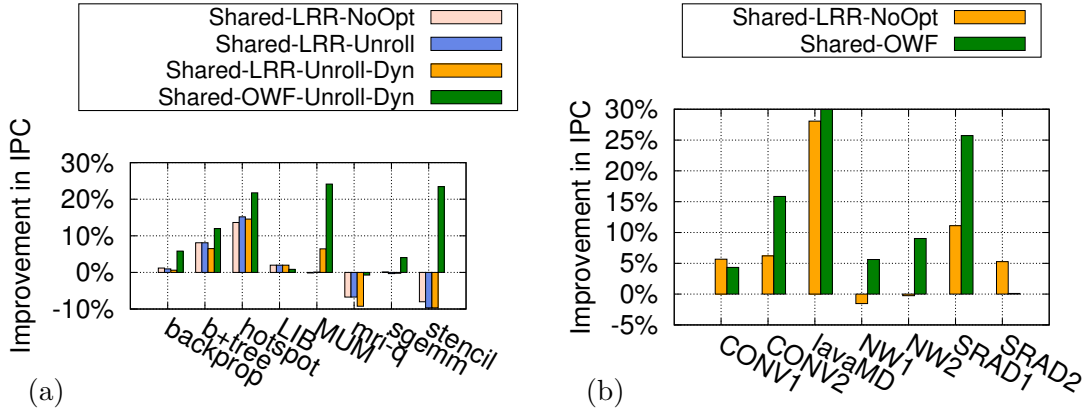 Shared-LRR-NoOpt
Shared-LRR-Unroll
Shared-LRR-Unroll-Dyn
Shared-OWF-Unroll-Dyn
Improvement in IPC
30%
20%
10%
0%
-10%
backprop
b+tree
hotspot
LIB
MUM
mri-q
sgemm
stencil
(a)
Shared-LRR-NoOpt
Shared-OWF
Improvement in IPC
30%
25%
20%
15%
10%
5%
0%
-5%
CONV1
CONV2
lavaMD
NW1
NW2
SRAD1
SRAD2
(b)